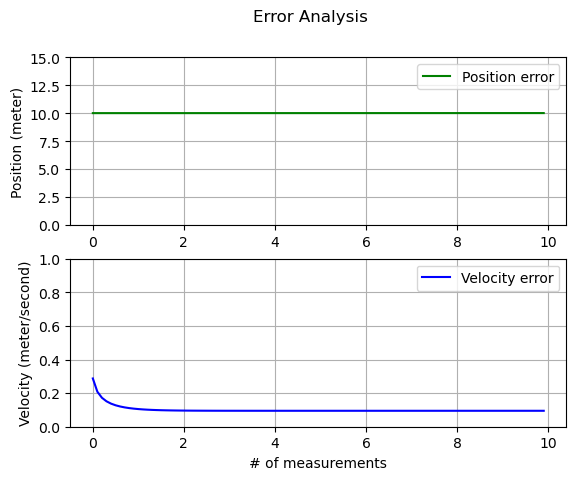 Error Analysis
Position (meter)
15.0
12.5
10.0
7.5
5.0
2.5
0.0
Position error
0 2 4 6 8 10
Velocity (meter/second)
1.0
0.8
0.6
0.4
0.2
0.0
Velocity error
0 2 4 6 8 10
# of measurements